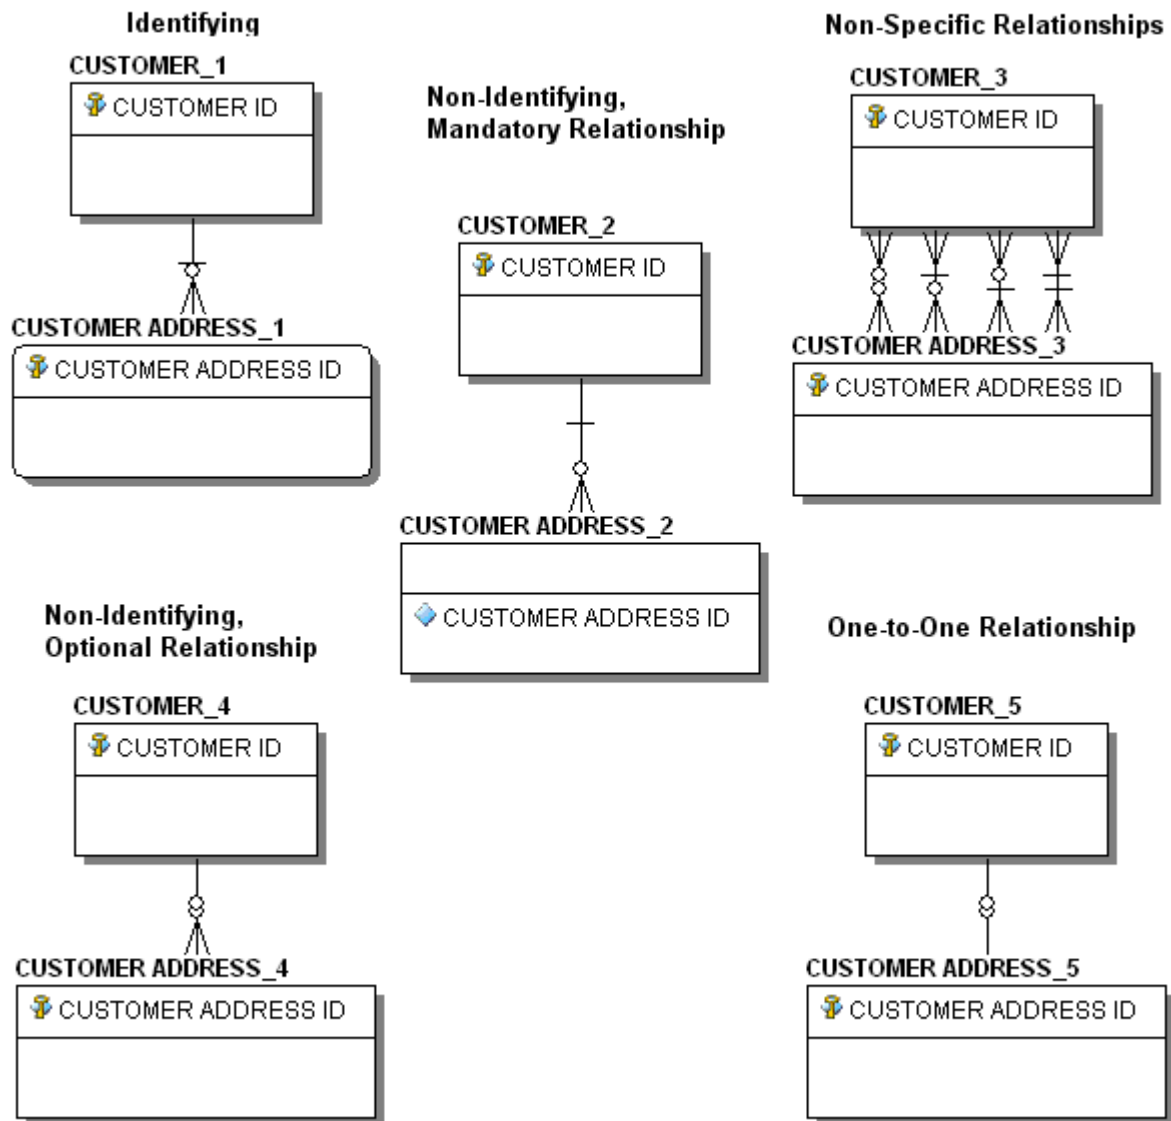 Identifying
CUSTOMER_1
CUSTOMER ID
CUSTOMER ADDRESS_1
CUSTOMER ADDRESS ID
Non-Identifying,
Mandatory Relationship
CUSTOMER_2
CUSTOMER ID
CUSTOMER ADDRESS_2
CUSTOMER ADDRESS ID
Non-Specific Relationships
CUSTOMER_3
CUSTOMER ID
CUSTOMER ADDRESS_3
CUSTOMER ADDRESS ID
Non-Identifying,
Optional Relationship
CUSTOMER_4
CUSTOMER ID
CUSTOMER ADDRESS_4
CUSTOMER ADDRESS ID
One-to-One Relationship
CUSTOMER_5
CUSTOMER ID
CUSTOMER ADDRESS_5
CUSTOMER ADDRESS ID